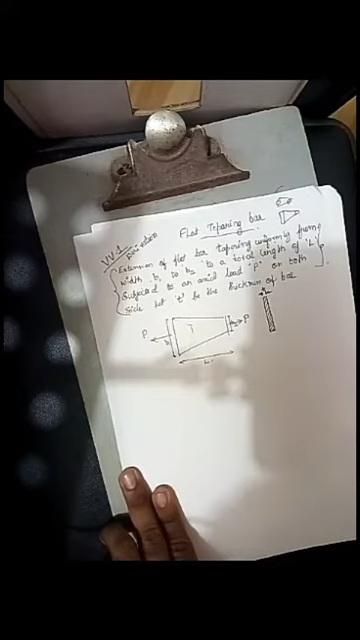 Flat Tapering bar
VV-I
Extension of flat bar tapering uniformly from
width b₁ to b₂ to a total length of "L"
Subjected to an axial load "P" on both
side let 't' be the thickness of bar
P
P